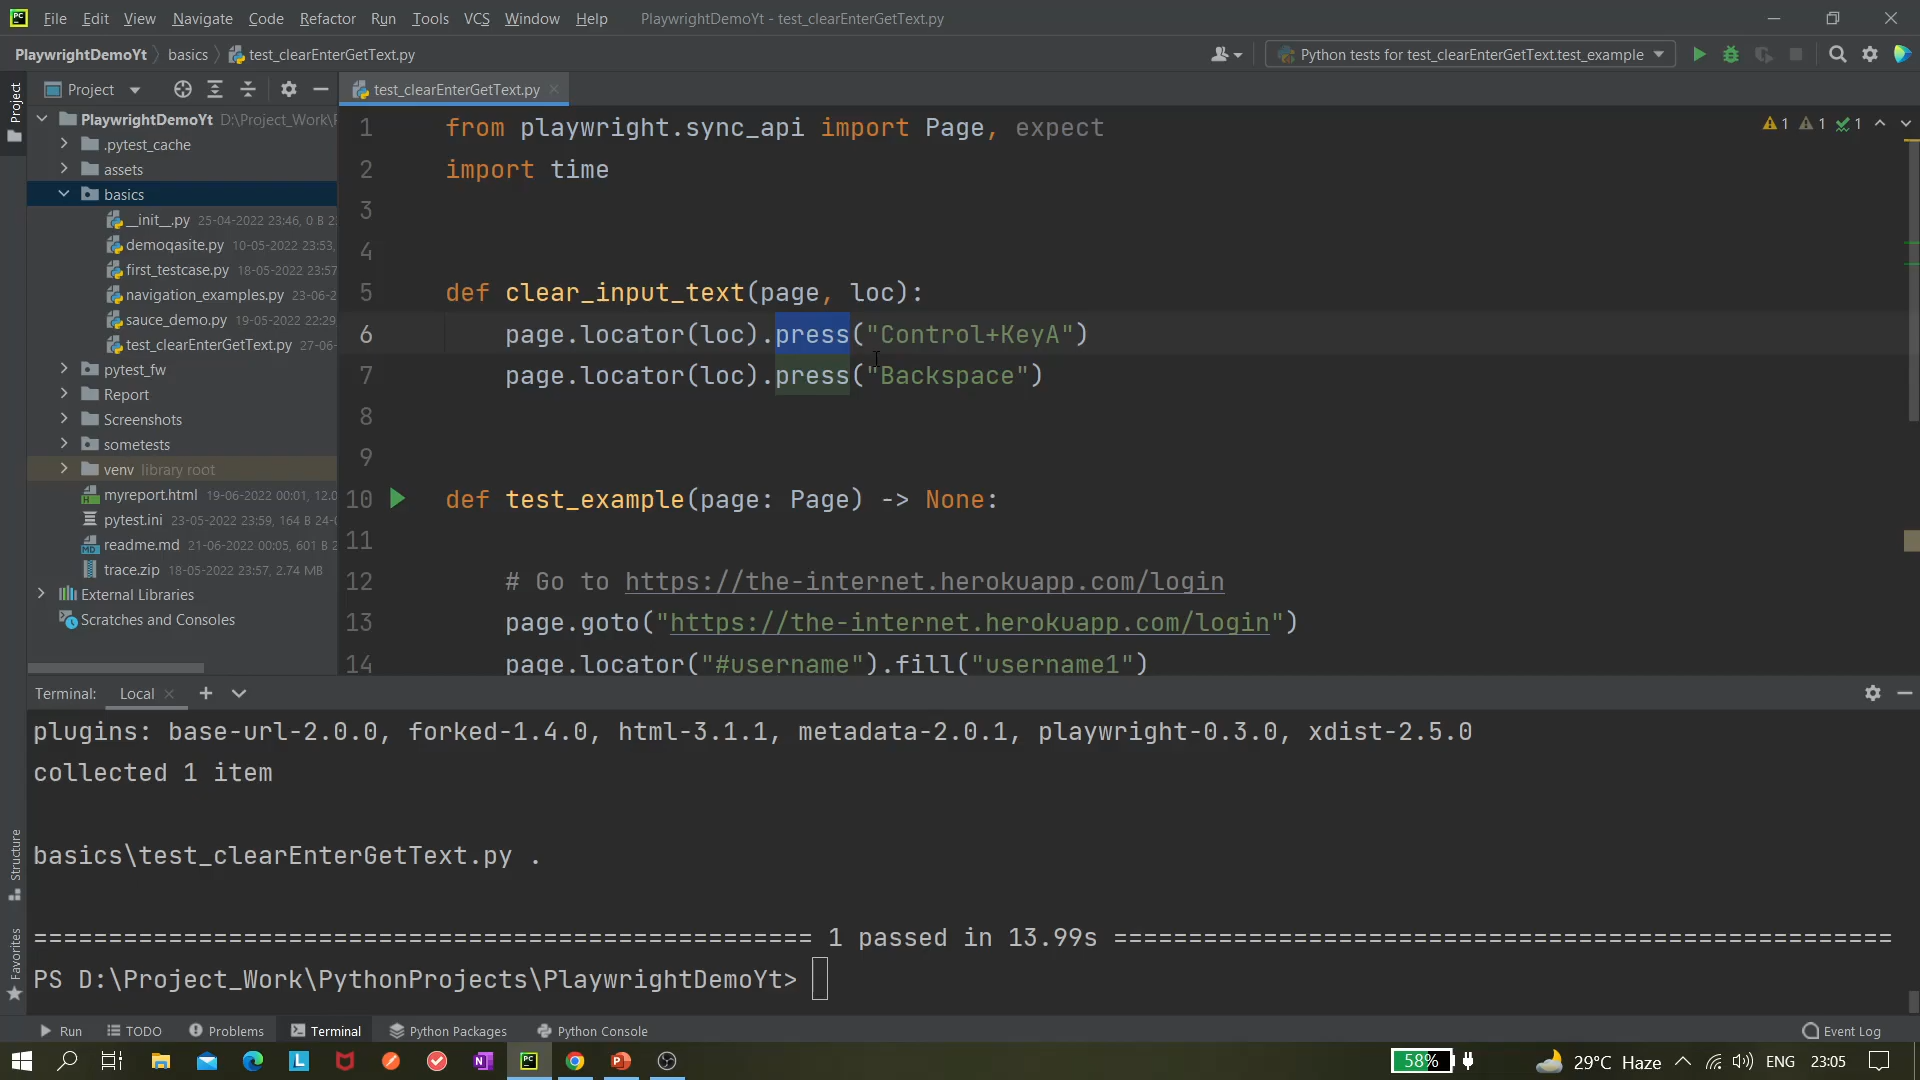 File Edit View Navigate Code Refactor Run Tools VCS Window Help PlaywrightDemoYt - test_clearEnterGetText.py
PlaywrightDemoYt basics test_clearEnterGetText.py Python tests for test_clearEnterGetText.test_example
Project test_clearEnterGetText.py
Project
PlaywrightDemoYt D:\Project_Work\
.pytest_cache
assets
basics
__init__.py 25-04-2022 23:46, 0 B
demoqasite.py 10-05-2022 23:53,
first_testcase.py 18-05-2022 23:57
navigation_examples.py 23-06-2
sauce_demo.py 19-05-2022 22:29
test_clearEnterGetText.py 27-06-
pytest_fw
Report
Screenshots
sometests
venv library root
myreport.html 19-06-2022 00:01, 12.0
pytest.ini 23-05-2022 23:59, 164 B 24-0
readme.md 21-06-2022 00:05, 601 B 2
trace.zip 18-05-2022 23:57, 2.74 MB
External Libraries
Scratches and Consoles
1 from playwright.sync_api import Page, expect
2 import time
3
4
5 def clear_input_text(page, loc):
6 page.locator(loc).press("Control+KeyA")
7 page.locator(loc).press("Backspace")
8
9
10 def test_example(page: Page) -> None:
11
12 # Go to https://the-internet.herokuapp.com/login
13 page.goto("https://the-internet.herokuapp.com/login")
14 page.locator("#username").fill("username1")
1 1 1
Terminal: Local
plugins: base-url-2.0.0, forked-1.4.0, html-3.1.1, metadata-2.0.1, playwright-0.3.0, xdist-2.5.0
collected 1 item
basics\test_clearEnterGetText.py .
==================================================== 1 passed in 13.99s ====================================================
PS D:\Project_Work\PythonProjects\PlaywrightDemoYt>
Structure
Favorites
Run TODO Problems Terminal Python Packages Python Console Event Log
58% 29°C Haze ENG 23:05